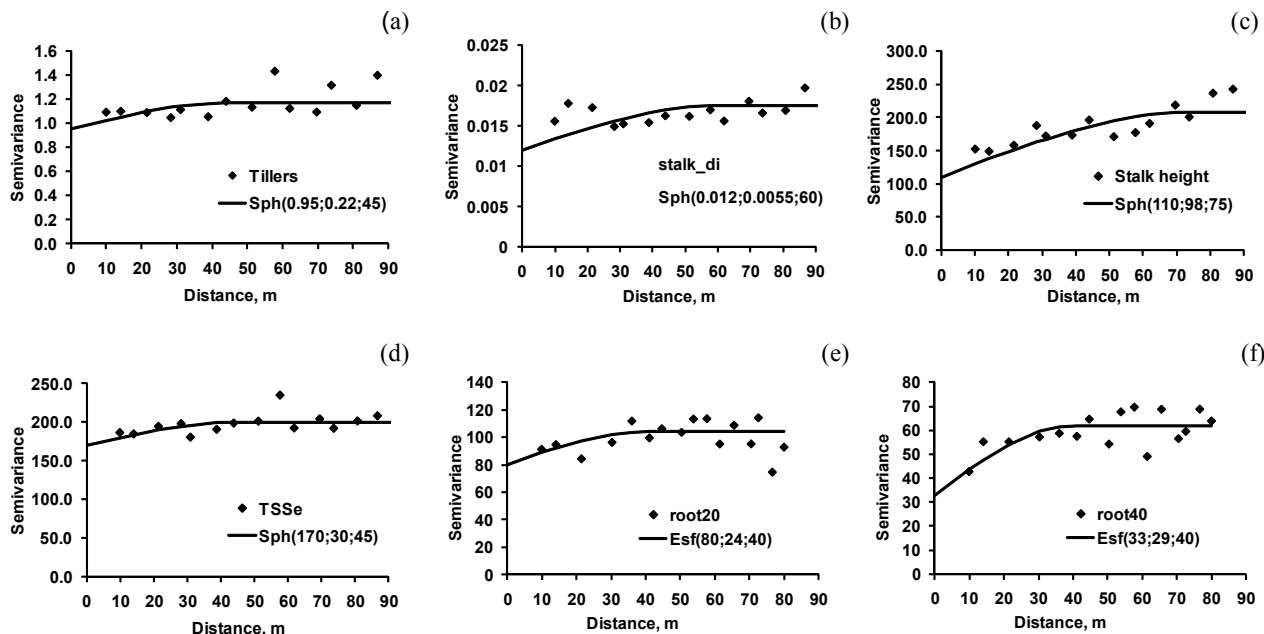 (a)
1.6
1.4
1.2
1.0
0.8
0.6
0.4
0.2
0.0
Semivariance
Tillers
Sph(0.95;0.22;45)
0 10 20 30 40 50 60 70 80 90
Distance, m
(b)
0.025
0.02
0.015
0.01
0.005
0
Semivariance
stalk_di
Sph(0.012;0.0055;60)
0 10 20 30 40 50 60 70 80 90
Distance, m
(c)
300.0
250.0
200.0
150.0
100.0
50.0
0.0
Semivariance
Stalk height
Sph(110;98;75)
0 10 20 30 40 50 60 70 80 90
Distance, m
(d)
250.0
200.0
150.0
100.0
50.0
0.0
Semivariance
TSSe
Sph(170;30;45)
0 10 20 30 40 50 60 70 80 90
Distance, m
(e)
140
120
100
80
60
40
20
0
Semivariance
root20
Esf(80;24;40)
0 10 20 30 40 50 60 70 80 90
Distance, m
(f)
80
70
60
50
40
30
20
10
0
Semivariance
root40
Esf(33;29;40)
0 10 20 30 40 50 60 70 80 90
Distance, m